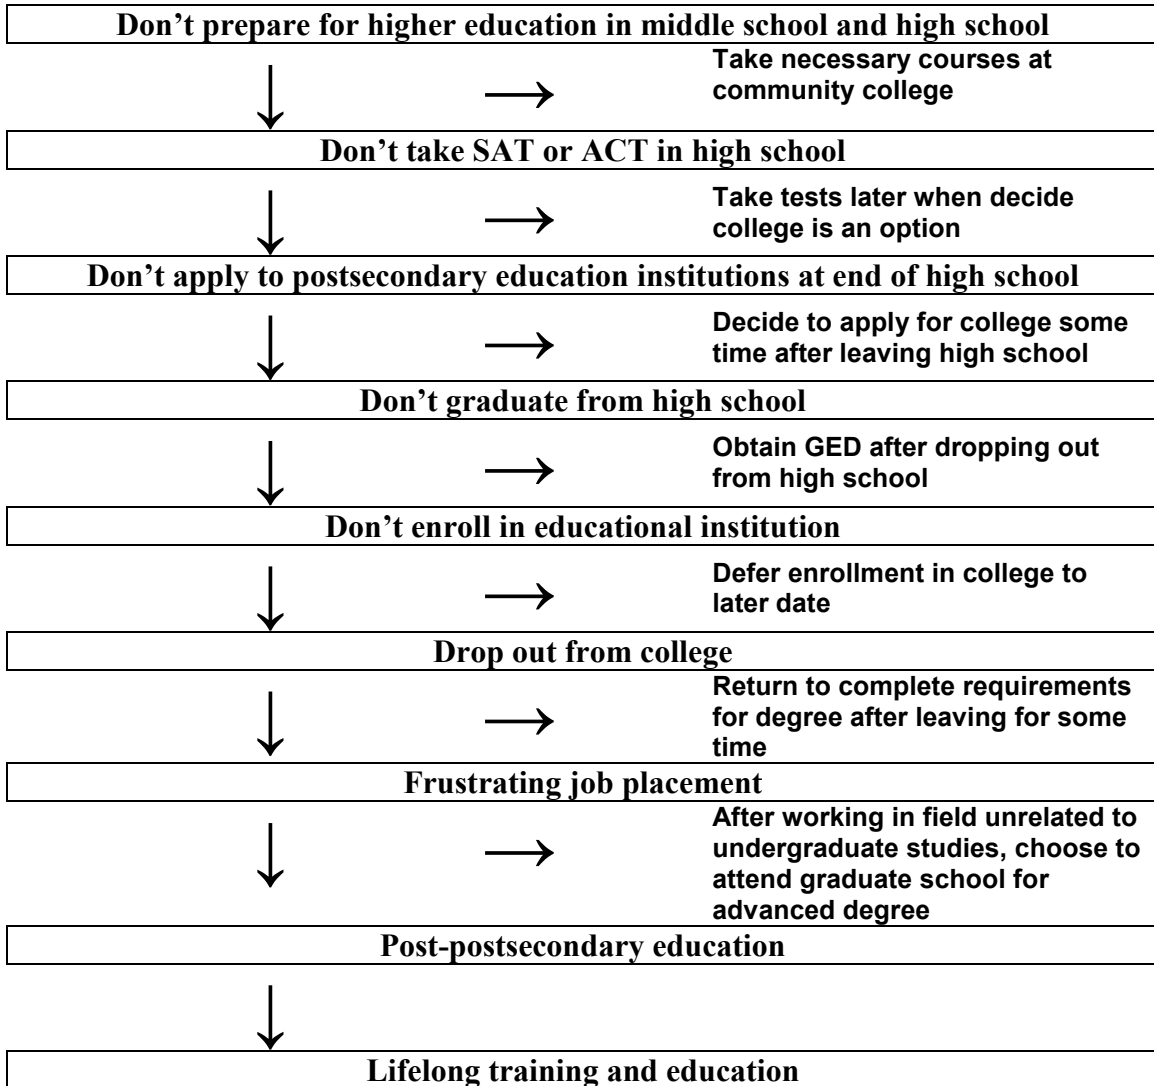 Don’t prepare for higher education in middle school and high school
Take necessary courses at
community college
Don’t take SAT or ACT in high school
Take tests later when decide
college is an option
Don’t apply to postsecondary education institutions at end of high school
Decide to apply for college some
time after leaving high school
Don’t graduate from high school
Obtain GED after dropping out
from high school
Don’t enroll in educational institution
Defer enrollment in college to
later date
Drop out from college
Return to complete requirements
for degree after leaving for some
time
Frustrating job placement
After working in field unrelated to
undergraduate studies, choose to
attend graduate school for
advanced degree
Post-postsecondary education
Lifelong training and education